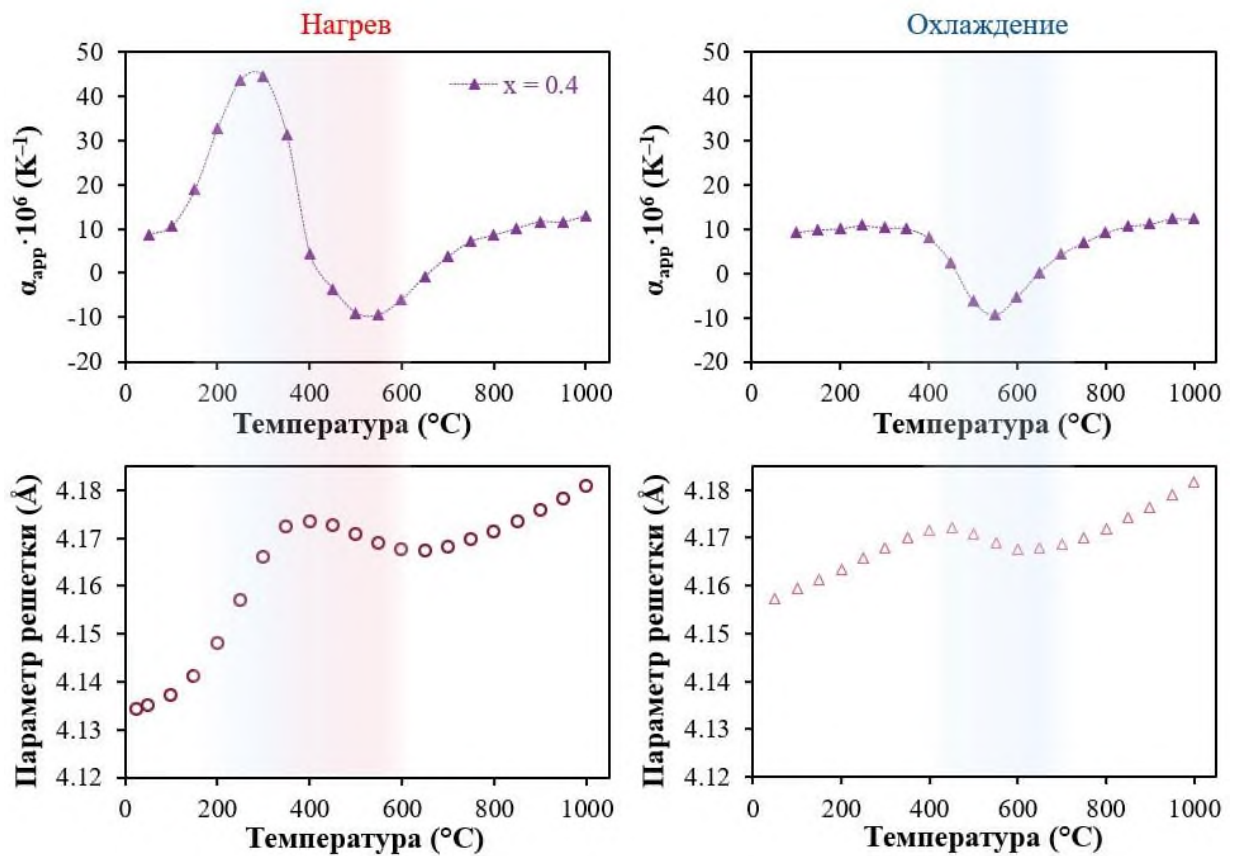 Нагрев
Охлаждение
50
40
30
20
10
0
-10
-20
α_app·10⁶ (K⁻¹)
x = 0.4
0 200 400 600 800 1000
Температура (°C)
50
40
30
20
10
0
-10
-20
α_app·10⁶ (K⁻¹)
0 200 400 600 800 1000
Температура (°C)
4.18
4.17
4.16
4.15
4.14
4.13
4.12
Параметр решетки (Å)
0 200 400 600 800 1000
Температура (°C)
4.18
4.17
4.16
4.15
4.14
4.13
4.12
Параметр решетки (Å)
0 200 400 600 800 1000
Температура (°C)